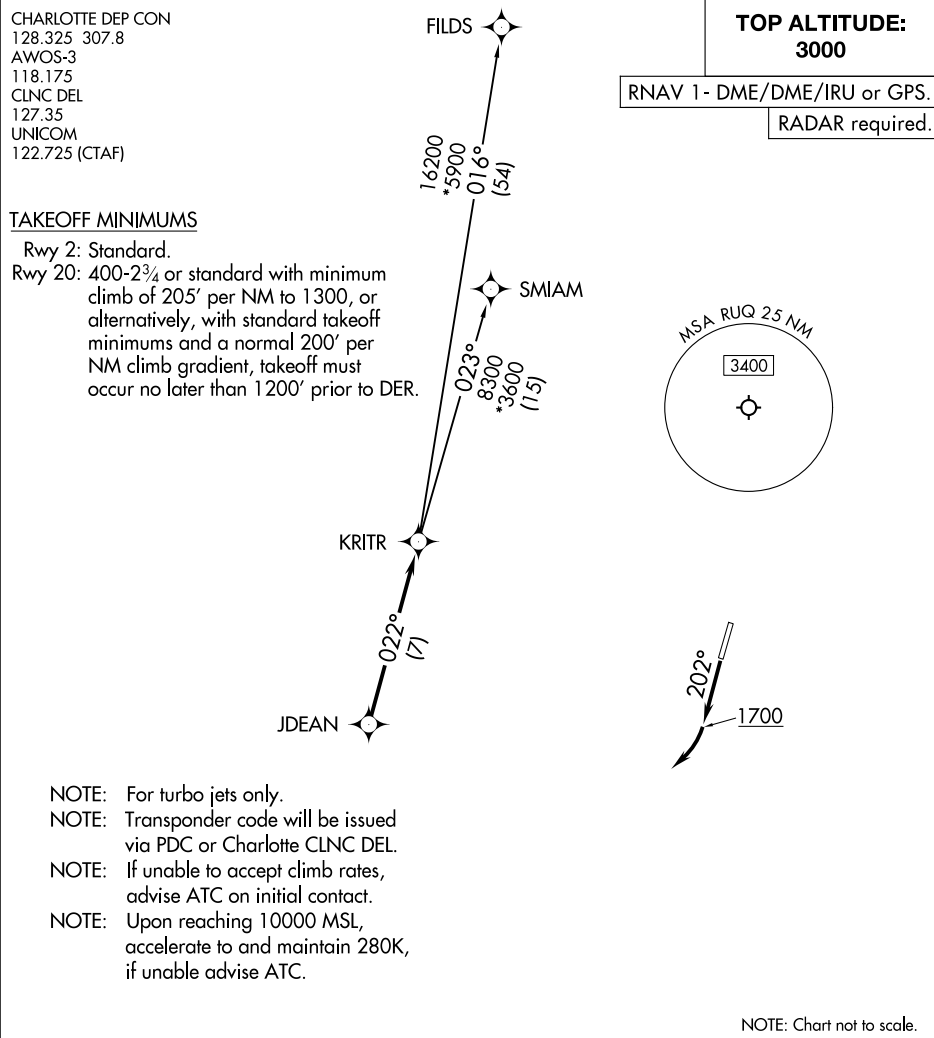 CHARLOTTE DEP CON
128.325 307.8
AWOS-3
118.175
CLNC DEL
127.35
UNICOM
122.725 (CTAF)
FILDS
TOP ALTITUDE:
3000
RNAV 1- DME/DME/IRU or GPS.
RADAR required.
16200
*5900
016°
(54)
TAKEOFF MINIMUMS
Rwy 2: Standard.
Rwy 20: 400-2¾ or standard with minimum
climb of 205' per NM to 1300, or
alternatively, with standard takeoff
minimums and a normal 200' per
NM climb gradient, takeoff must
occur no later than 1200' prior to DER.
SMIAM
023°
8300
*3600
(15)
MSA RUQ 25 NM
3400
KRITR
022°
(7)
JDEAN
202°
1700
NOTE: For turbo jets only.
NOTE: Transponder code will be issued
via PDC or Charlotte CLNC DEL.
NOTE: If unable to accept climb rates,
advise ATC on initial contact.
NOTE: Upon reaching 10000 MSL,
accelerate to and maintain 280K,
if unable advise ATC.
NOTE: Chart not to scale.